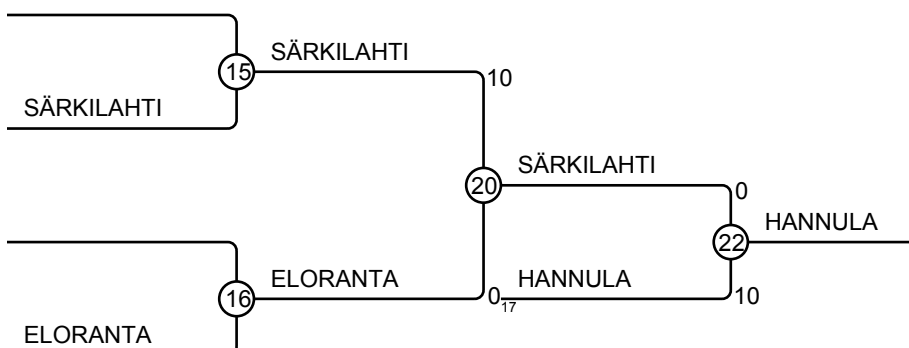 SÄRKILAHTI
15
10
SÄRKILAHTI
SÄRKILAHTI
20
0
HANNULA
22
ELORANTA
HANNULA
16
0
17
10
ELORANTA